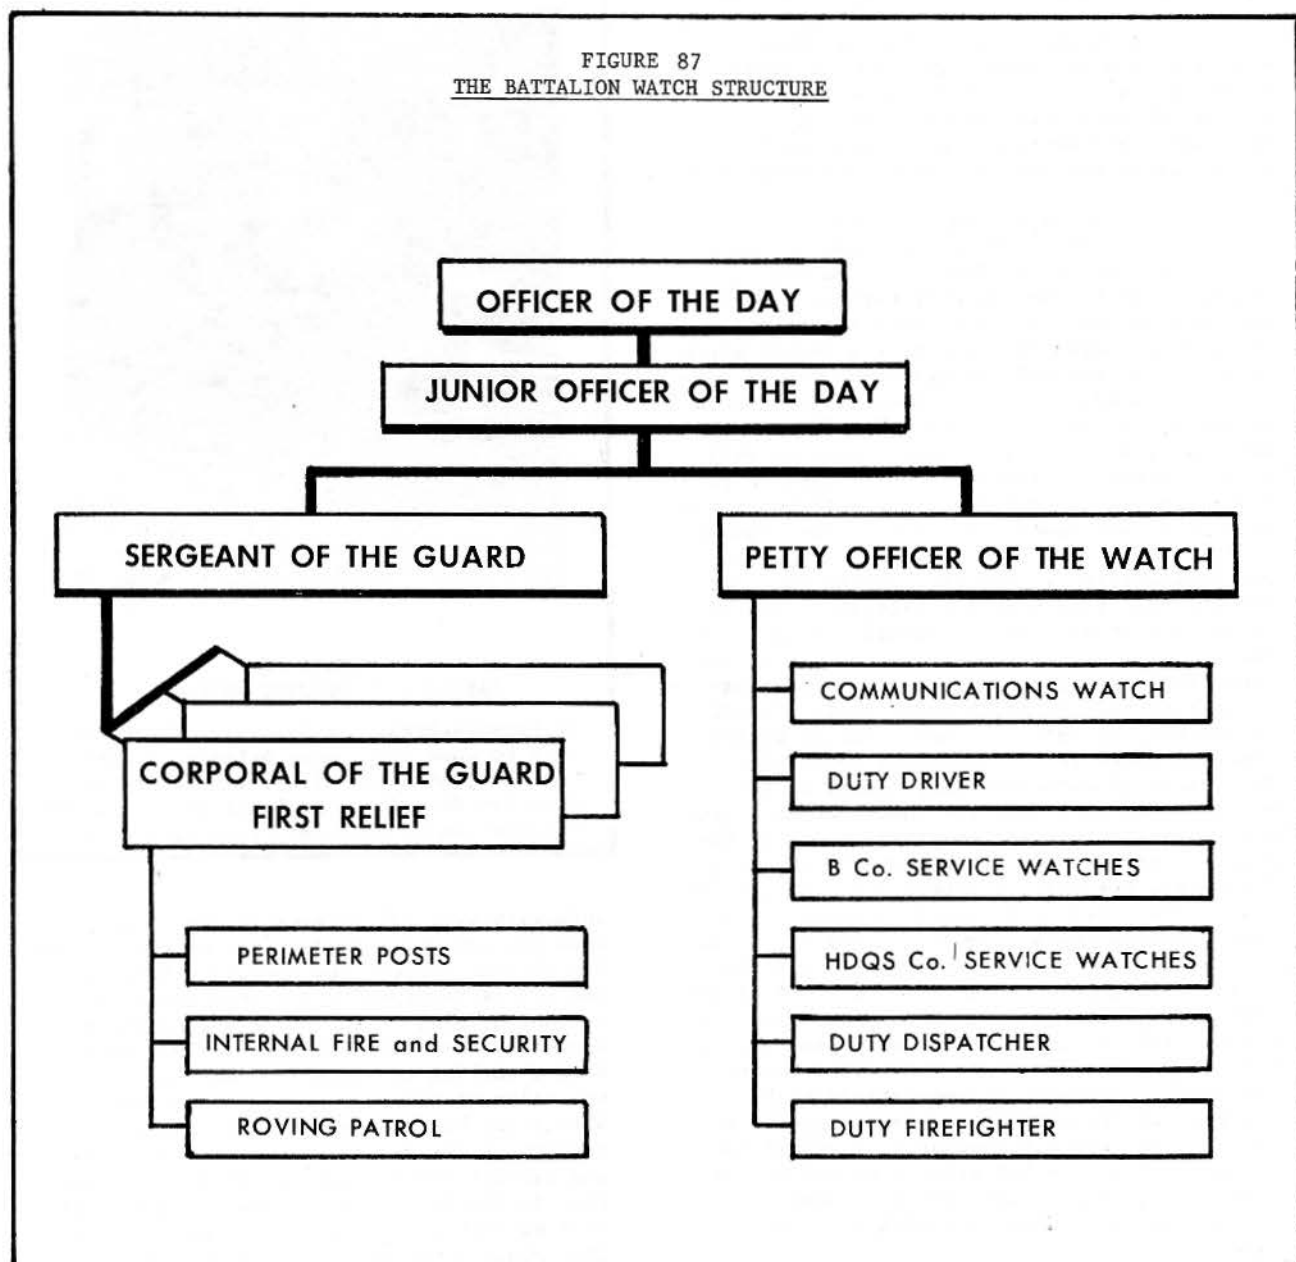 FIGURE 87
THE BATTALION WATCH STRUCTURE
OFFICER OF THE DAY
JUNIOR OFFICER OF THE DAY
SERGEANT OF THE GUARD
CORPORAL OF THE GUARD
FIRST RELIEF
PERIMETER POSTS
INTERNAL FIRE and SECURITY
ROVING PATROL
PETTY OFFICER OF THE WATCH
COMMUNICATIONS WATCH
DUTY DRIVER
B Co. SERVICE WATCHES
HDQS Co. SERVICE WATCHES
DUTY DISPATCHER
DUTY FIREFIGHTER